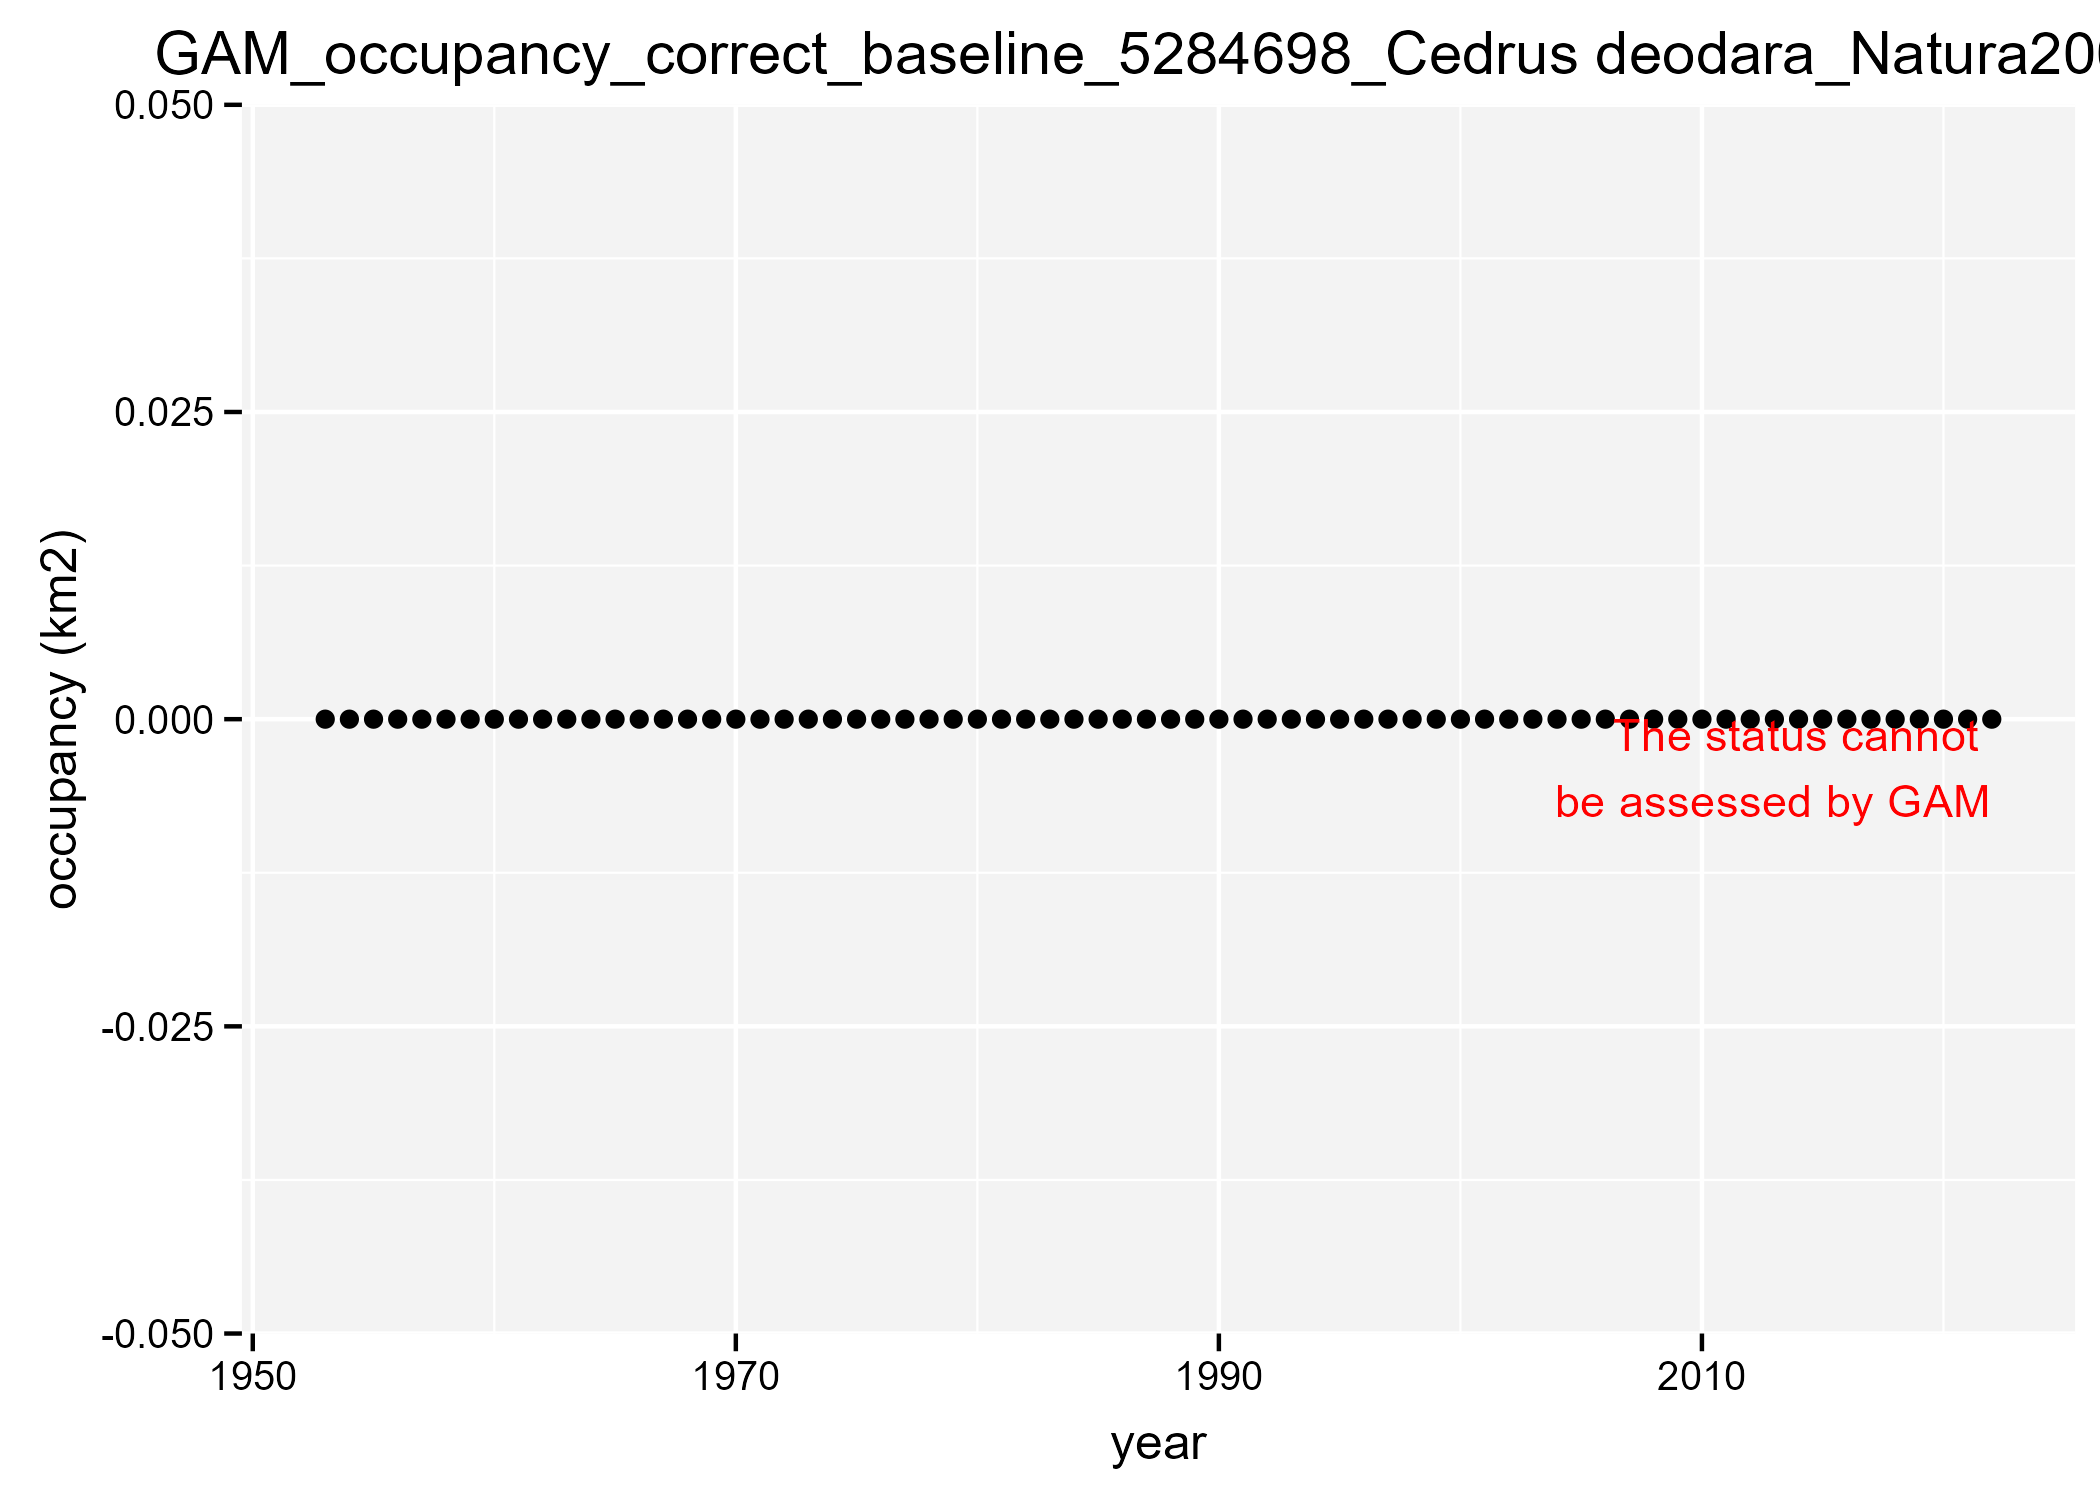 GAM_occupancy_correct_baseline_5284698_Cedrus deodara_Natura20
0.050
0.025
0.000
-0.025
-0.050
occupancy (km2)
The status cannot
be assessed by GAM
1950 1970 1990 2010
year